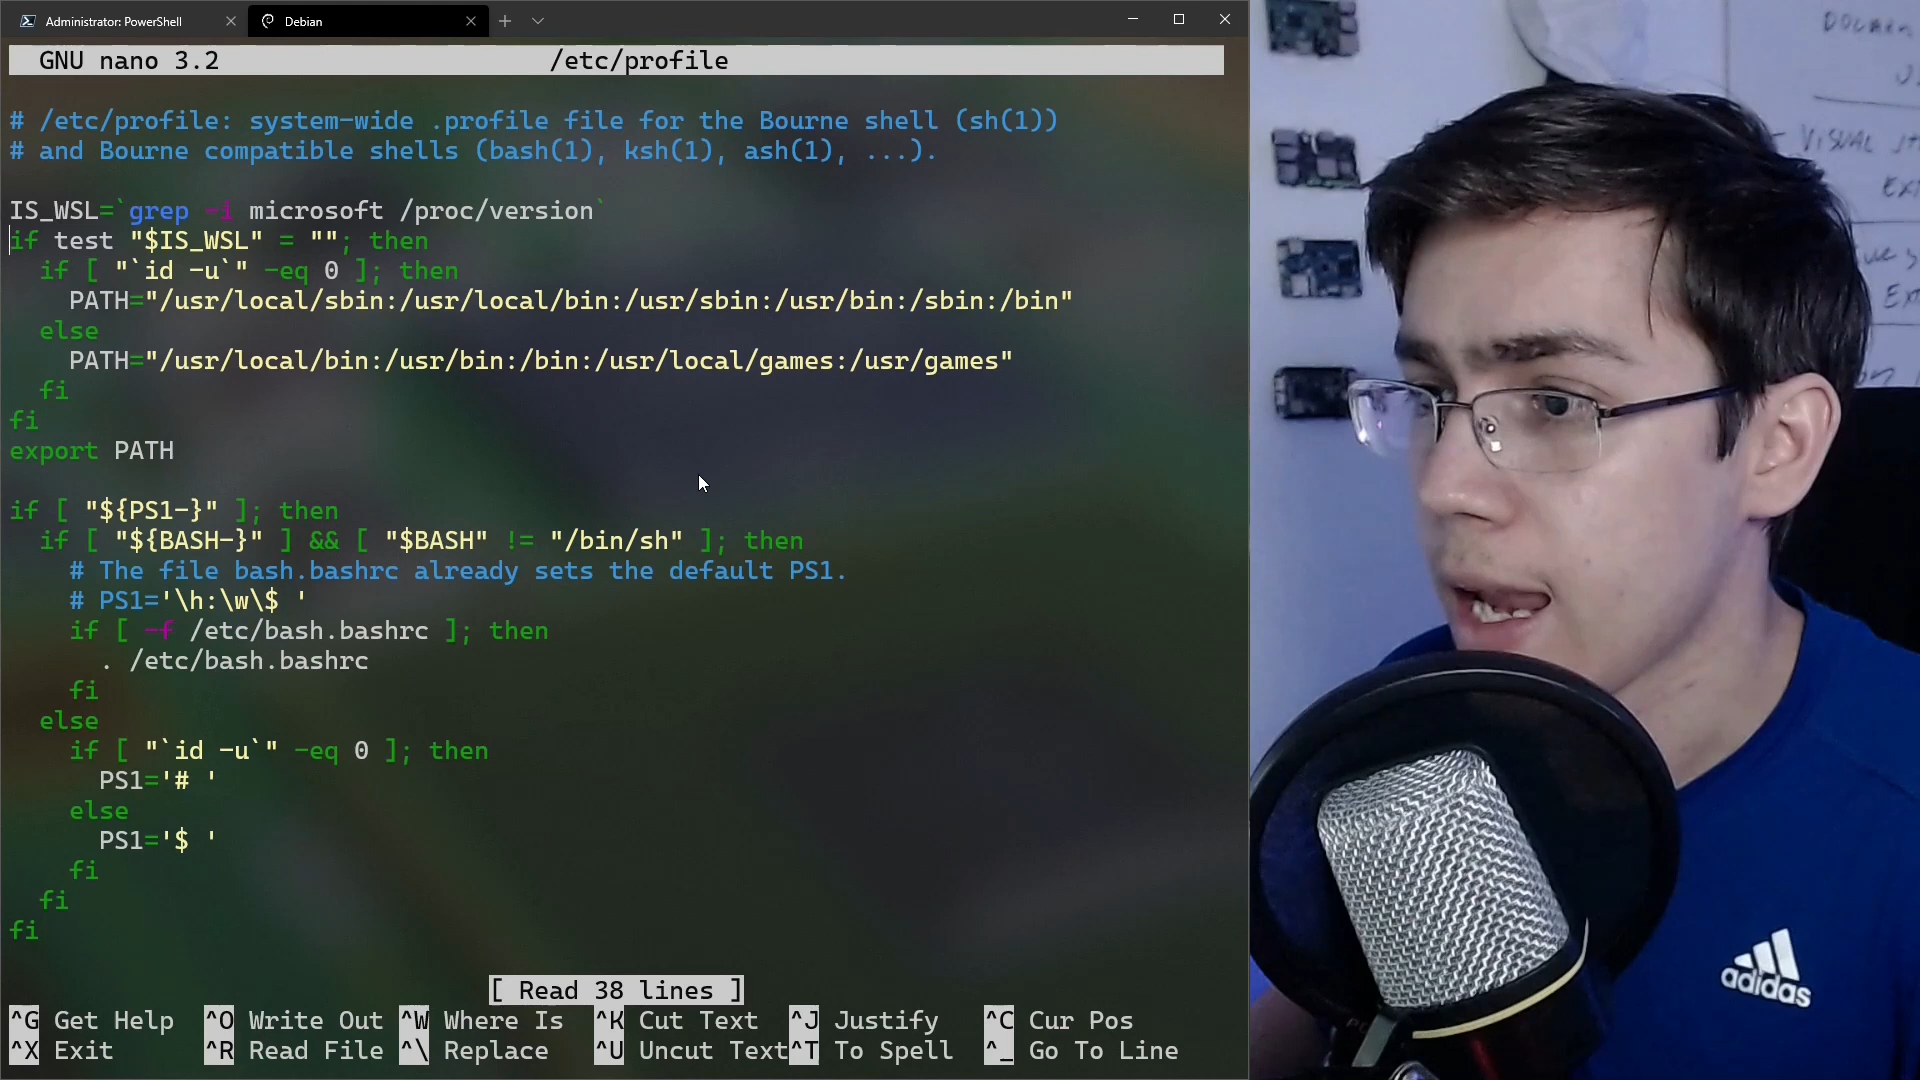 Administrator: PowerShell
Debian
GNU nano 3.2 /etc/profile
# /etc/profile: system-wide .profile file for the Bourne shell (sh(1))
# and Bourne compatible shells (bash(1), ksh(1), ash(1), ...).
IS_WSL=`grep -i microsoft /proc/version`
if test "$IS_WSL" = ""; then
  if [ "`id -u`" -eq 0 ]; then
    PATH="/usr/local/sbin:/usr/local/bin:/usr/sbin:/usr/bin:/sbin:/bin"
  else
    PATH="/usr/local/bin:/usr/bin:/bin:/usr/local/games:/usr/games"
  fi
fi
export PATH
if [ "${PS1-}" ]; then
  if [ "${BASH-}" ] && [ "$BASH" != "/bin/sh" ]; then
    # The file bash.bashrc already sets the default PS1.
    # PS1='\h:\w\$ '
    if [ -f /etc/bash.bashrc ]; then
      . /etc/bash.bashrc
    fi
  else
    if [ "`id -u`" -eq 0 ]; then
      PS1='# '
    else
      PS1='$ '
    fi
  fi
fi
[ Read 38 lines ]
^G Get Help ^O Write Out ^W Where Is ^K Cut Text ^J Justify ^C Cur Pos
^X Exit ^R Read File ^\ Replace ^U Uncut Text ^T To Spell ^_ Go To Line
VISUAL
adidas